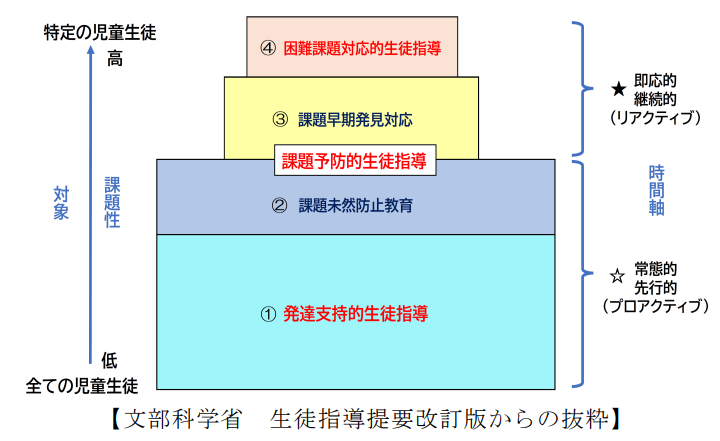 特定の児童生徒
高
④ 困難課題対応的生徒指導
③ 課題早期発見対応
課題予防的生徒指導
② 課題未然防止教育
① 発達支持的生徒指導
対象
課題性
低
全ての児童生徒
★ 即応的
継続的
（リアクティブ）
時間軸
☆ 常態的
先行的
（プロアクティブ）
【文部科学省　生徒指導提要改訂版からの抜粋】